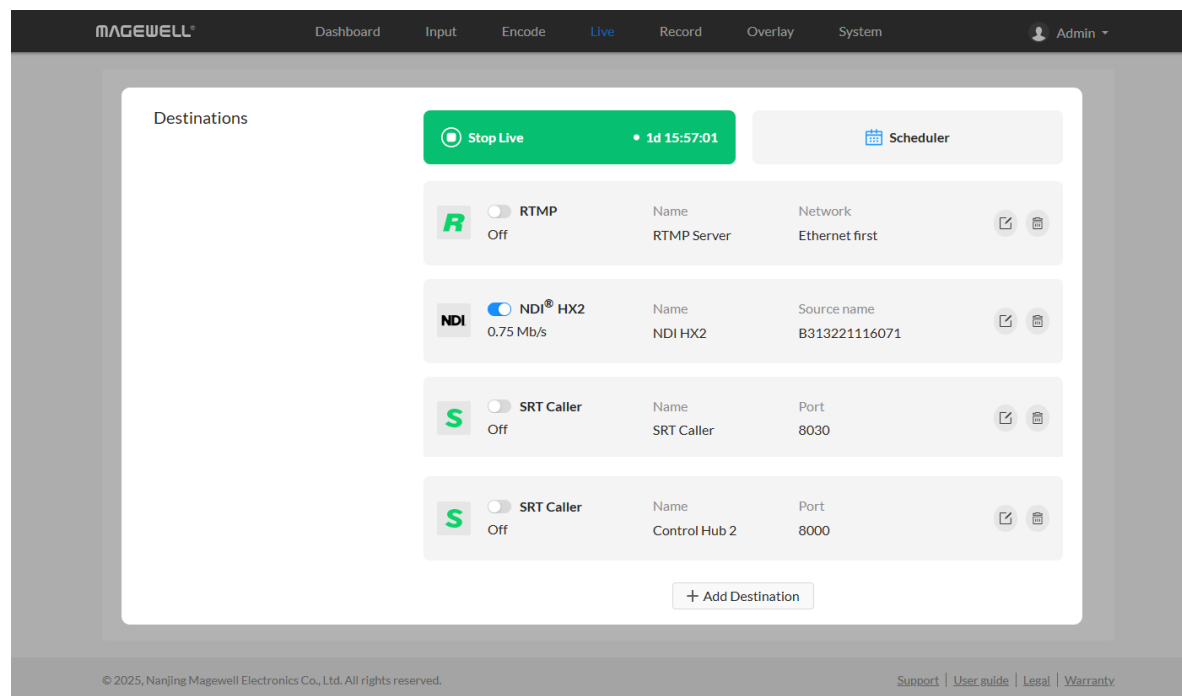 MAGEWELL® Dashboard Input Encode Live Record Overlay System Admin
Destinations
Stop Live • 1d 15:57:01 Scheduler
R RTMP Name Network
Off RTMP Server Ethernet first
NDI NDI® HX2 Name Source name
0.75 Mb/s NDI HX2 B313221116071
S SRT Caller Name Port
Off SRT Caller 8030
S SRT Caller Name Port
Off Control Hub 2 8000
+ Add Destination
© 2025, Nanjing Magewell Electronics Co., Ltd. All rights reserved. Support | User guide | Legal | Warranty